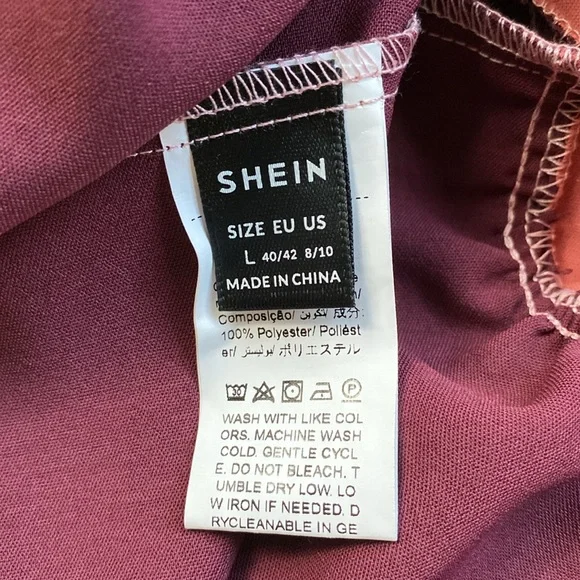 SHEIN
SIZE EU US
L 40/42 8/10
MADE IN CHINA
Composição/ تكوين/ 成分:
100% Polyester/ Poliést
er/ بوليستر/ ポリエステル
WASH WITH LIKE COL
ORS. MACHINE WASH
COLD. GENTLE CYCL
E. DO NOT BLEACH. T
UMBLE DRY LOW. LO
W IRON IF NEEDED. D
RYCLEANABLE IN GE